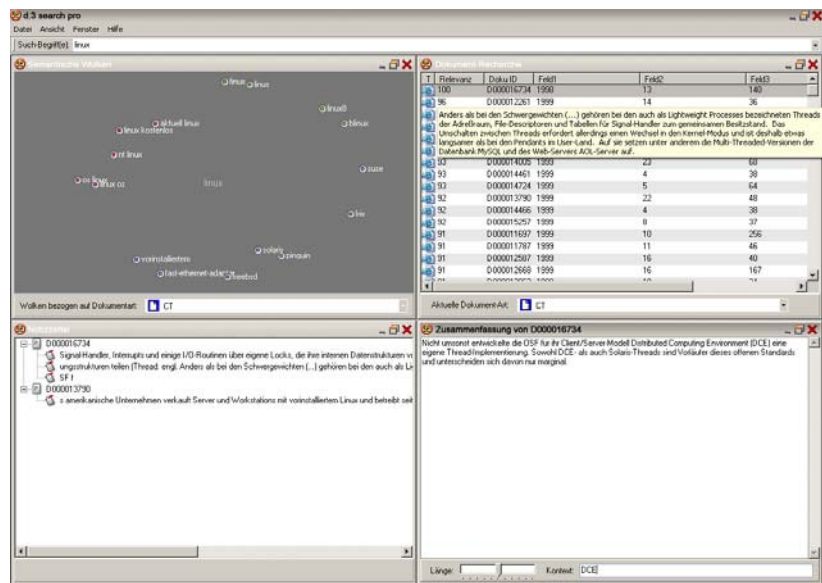 d.3 search pro
Datei Ansicht Fenster Hilfe
Such-Begriff(e): linux
Semantische Wolken
linux linux
linux8
aktuell linux
blinux
linux kostenlos
nt linux
suse
linux
linux os
solaris
pinguin
vorinstalliertem
fast-ethernet-adapter
freebsd
Wolken bezogen auf Dokumentart: CT
Dokument Recherche
T Relevanz Doku ID Feld1 Feld2 Feld3
100 D000016734 1998 13 140
96 D000012261 1999 14 36
Anders als bei den Schwergewichten (...) gehören bei den auch als Lightweight Processes bezeichneten Threads
der Adreßraum, File-Descriptoren und Tabellen für Signal-Handler zum gemeinsamen Besitzstand. Das
Umschalten zwischen Threads erfordert allerdings einen Wechsel in den Kernel-Modus und ist deshalb etwas
langsamer als bei den Pendants im User-Land. Auf sie setzen unter anderem die Multi-Threaded-Versionen der
Datenbank MySQL und des Web-Servers AOL-Server auf.
93 D000014005 1999 23 68
93 D000014461 1999 4 38
93 D000014724 1999 5 64
92 D000013790 1999 22 48
92 D000014466 1999 4 38
92 D000015257 1999 8 37
91 D000011697 1999 10 256
91 D000011787 1999 11 46
91 D000012587 1999 16 40
91 D000012668 1999 16 167
Aktuelle Dokument-Art: CT
Notizzettel
D000016734
Signal-Handler, Interrupts und einige I/O-Routinen über eigene Locks, die ihre internen Datenstrukturen v
ungsstrukturen teilen (Thread. engl. Anders als bei den Schwergewichten (...) gehören bei den auch als Li
SF f
D000013790
s amerikanische Unternehmen verkauft Server und Workstations mit vorinstalliertem Linux und betreibt seit
Zusammenfassung von D000016734
Nicht umsonst entwickelte die OSF für ihr Client/Server Modell Distributed Computing Environment (DCE) eine
eigene Thread-Implementierung. Sowohl DCE- als auch Solaris-Threads sind Vorläufer dieses offenen Standards
und unterscheiden sich davon nur marginal.
Länge: Kontext: DCE